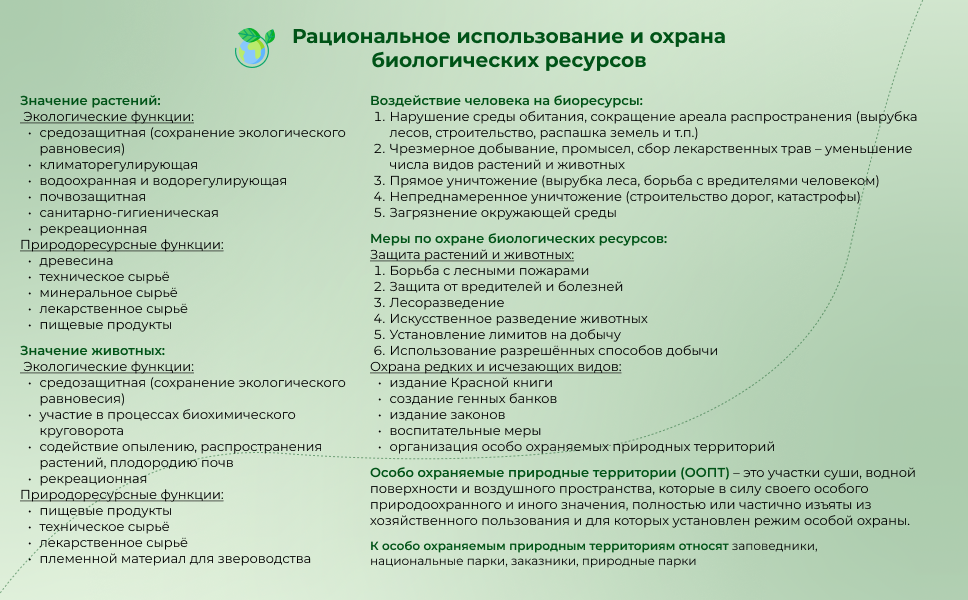 Рациональное использование и охрана
биологических ресурсов
Значение растений:
Экологические функции:
• средозащитная (сохранение экологического
равновесия)
• климаторегулирующая
• водоохранная и водорегулирующая
• почвозащитная
• санитарно-гигиеническая
• рекреационная
Природоресурсные функции:
• древесина
• техническое сырьё
• минеральное сырьё
• лекарственное сырьё
• пищевые продукты
Значение животных:
Экологические функции:
• средозащитная (сохранение экологического
равновесия)
• участие в процессах биохимического
круговорота
• содействие опылению, распространения
растений, плодородию почв
• рекреационная
Природоресурсные функции:
• пищевые продукты
• техническое сырьё
• лекарственное сырьё
• племенной материал для звероводства
Воздействие человека на биоресурсы:
1. Нарушение среды обитания, сокращение ареала распространения (вырубка
лесов, строительство, распашка земель и т.п.)
2. Чрезмерное добывание, промысел, сбор лекарственных трав – уменьшение
числа видов растений и животных
3. Прямое уничтожение (вырубка леса, борьба с вредителями человеком)
4. Непреднамеренное уничтожение (строительство дорог, катастрофы)
5. Загрязнение окружающей среды
Меры по охране биологических ресурсов:
Защита растений и животных:
1. Борьба с лесными пожарами
2. Защита от вредителей и болезней
3. Лесоразведение
4. Искусственное разведение животных
5. Установление лимитов на добычу
6. Использование разрешённых способов добычи
Охрана редких и исчезающих видов:
• издание Красной книги
• создание генных банков
• издание законов
• воспитательные меры
• организация особо охраняемых природных территорий
Особо охраняемые природные территории (ООПТ) – это участки суши, водной
поверхности и воздушного пространства, которые в силу своего особого
природоохранного и иного значения, полностью или частично изъяты из
хозяйственного пользования и для которых установлен режим особой охраны.
К особо охраняемым природным территориям относят заповедники,
национальные парки, заказники, природные парки